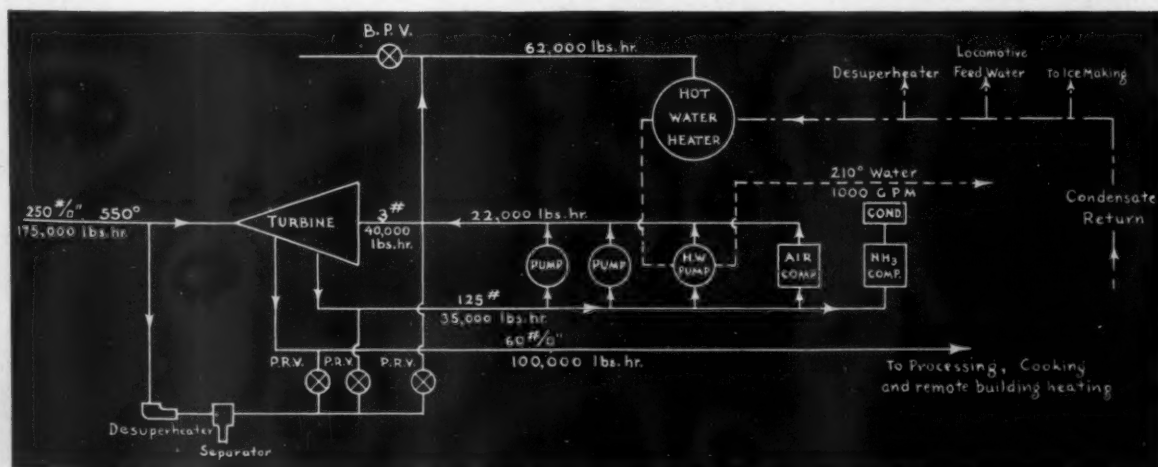 B. P. V.
62,000 lbs. hr.
Desuperheater
Locomotive
Feed Water
To Ice Making
HOT
WATER
HEATER
210° Water
1000 G P M
COND
Condensate
Return
250 #/□" 550°
175,000 lbs. hr.
TURBINE
3#
40,000
lbs. hr.
22,000 lbs. hr.
PUMP
PUMP
H.W.
PUMP
AIR
COMP.
NH3
COMP.
125#
35,000 lbs. hr.
60 #/□"
100,000 lbs. hr.
P.R.V.
P.R.V.
P.R.V.
To Processing, Cooking
and remote building heating
Desuperheater
Separator